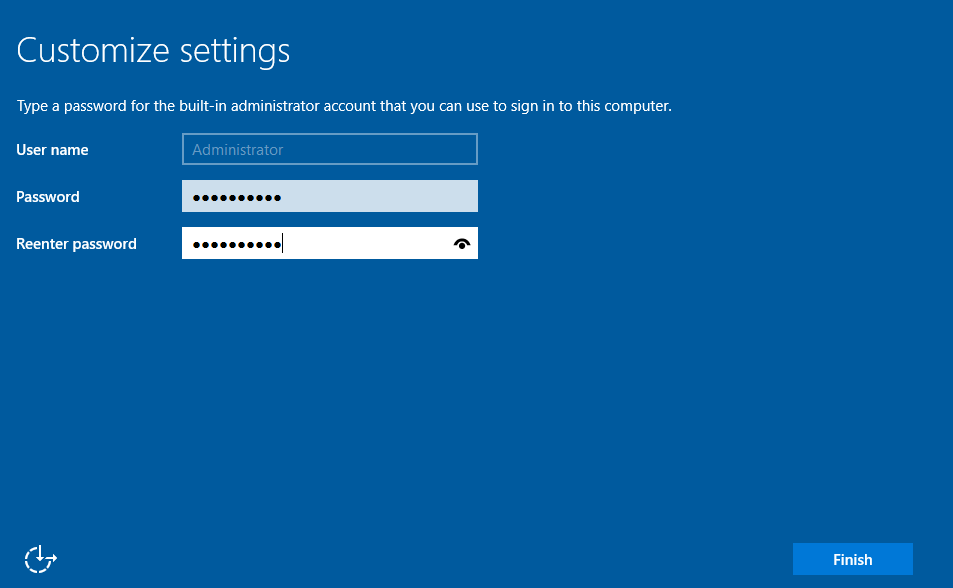 Customize settings
Type a password for the built-in administrator account that you can use to sign in to this computer.
User name
Administrator
Password
●●●●●●●●●●
Reenter password
●●●●●●●●●●
Finish